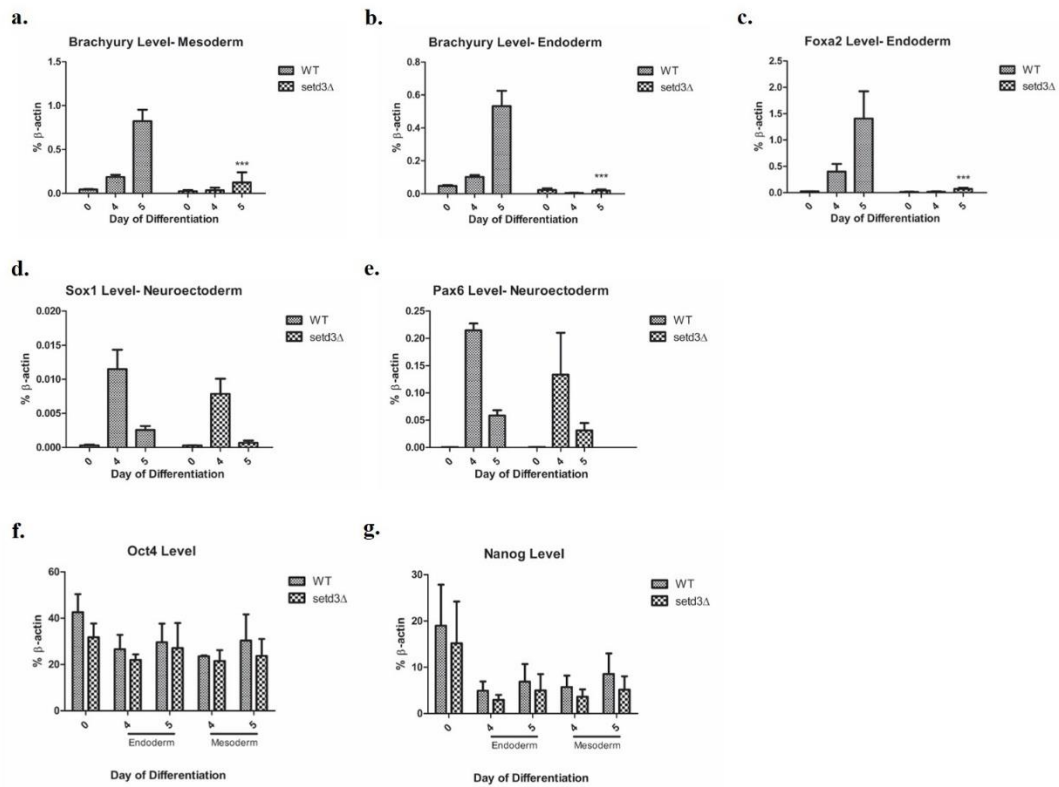 a.
Brachyury Level- Mesoderm
1.5
1.0
0.5
0.0
% β-actin
0 4 5 0 4 5
***
Day of Differentiation
WT
setd3Δ
b.
Brachyury Level- Endoderm
0.8
0.6
0.4
0.2
0.0
% β-actin
0 4 5 0 4 5
***
Day of Differentiation
WT
setd3Δ
c.
Foxa2 Level- Endoderm
2.5
2.0
1.5
1.0
0.5
0.0
% β-actin
0 4 5 0 4 5
***
Day of Differentiation
WT
setd3Δ
d.
Sox1 Level- Neuroectoderm
0.020
0.015
0.010
0.005
0.000
% β-actin
0 4 5 0 4 5
Day of Differentiation
WT
setd3Δ
e.
Pax6 Level- Neuroectoderm
0.25
0.20
0.15
0.10
0.05
0.00
% β-actin
0 4 5 0 4 5
Day of Differentiation
WT
setd3Δ
f.
Oct4 Level
60
40
20
0
% β-actin
0 4 5 4 5
Endoderm Mesoderm
Day of Differentiation
WT
setd3Δ
g.
Nanog Level
30
20
10
0
% β-actin
0 4 5 4 5
Endoderm Mesoderm
Day of Differentiation
WT
setd3Δ